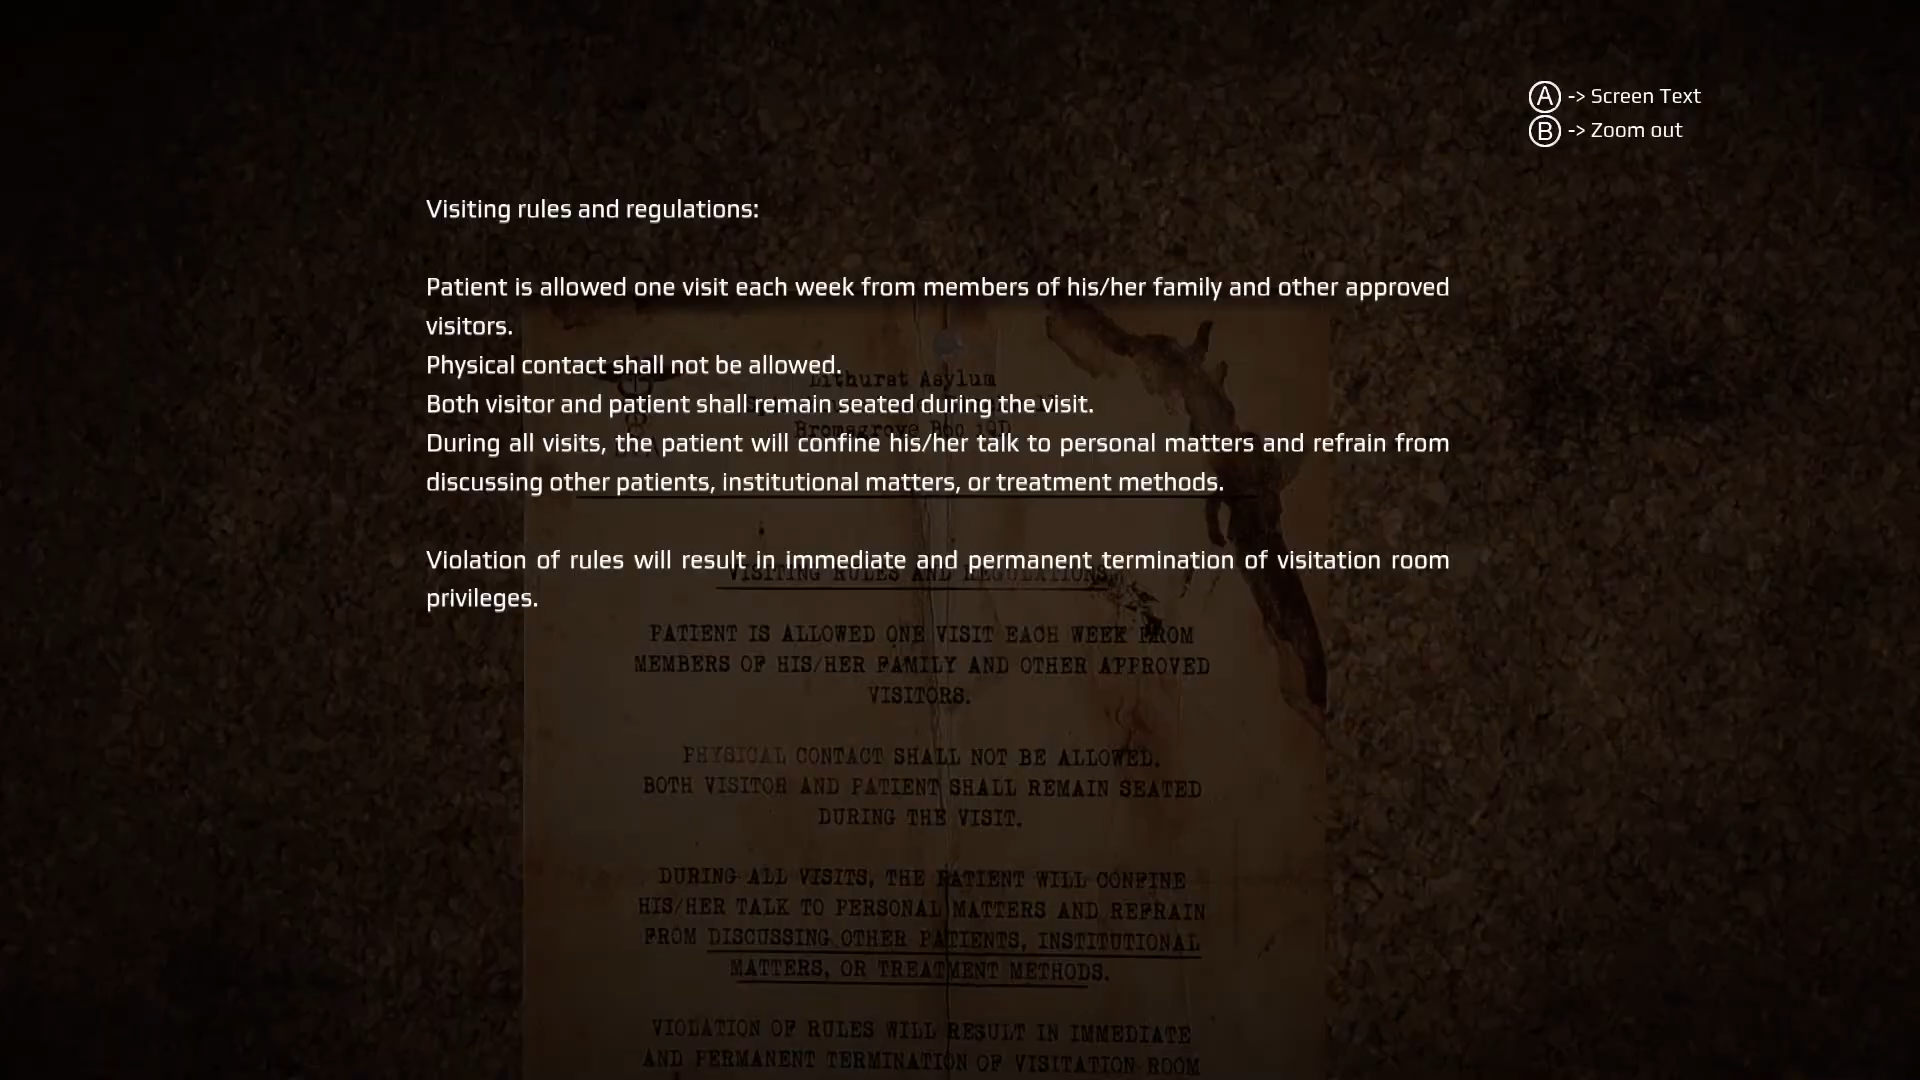 A -> Screen Text
B -> Zoom out
Visiting rules and regulations:
Patient is allowed one visit each week from members of his/her family and other approved
visitors.
Physical contact shall not be allowed.
Both visitor and patient shall remain seated during the visit.
During all visits, the patient will confine his/her talk to personal matters and refrain from
discussing other patients, institutional matters, or treatment methods.
Violation of rules will result in immediate and permanent termination of visitation room
privileges.
Asylum
Bromsgrove
VISITING RULES AND REGULATIONS
PATIENT IS ALLOWED ONE VISIT EACH WEEK FROM
MEMBERS OF HIS/HER FAMILY AND OTHER APPROVED
VISITORS.
PHYSICAL CONTACT SHALL NOT BE ALLOWED.
BOTH VISITOR AND PATIENT SHALL REMAIN SEATED
DURING THE VISIT.
DURING ALL VISITS, THE PATIENT WILL CONFINE
HIS/HER TALK TO PERSONAL MATTERS AND REFRAIN
FROM DISCUSSING OTHER PATIENTS, INSTITUTIONAL
MATTERS, OR TREATMENT METHODS.
VIOLATION OF RULES WILL RESULT IN IMMEDIATE
AND PERMANENT TERMINATION OF VISITATION ROOM